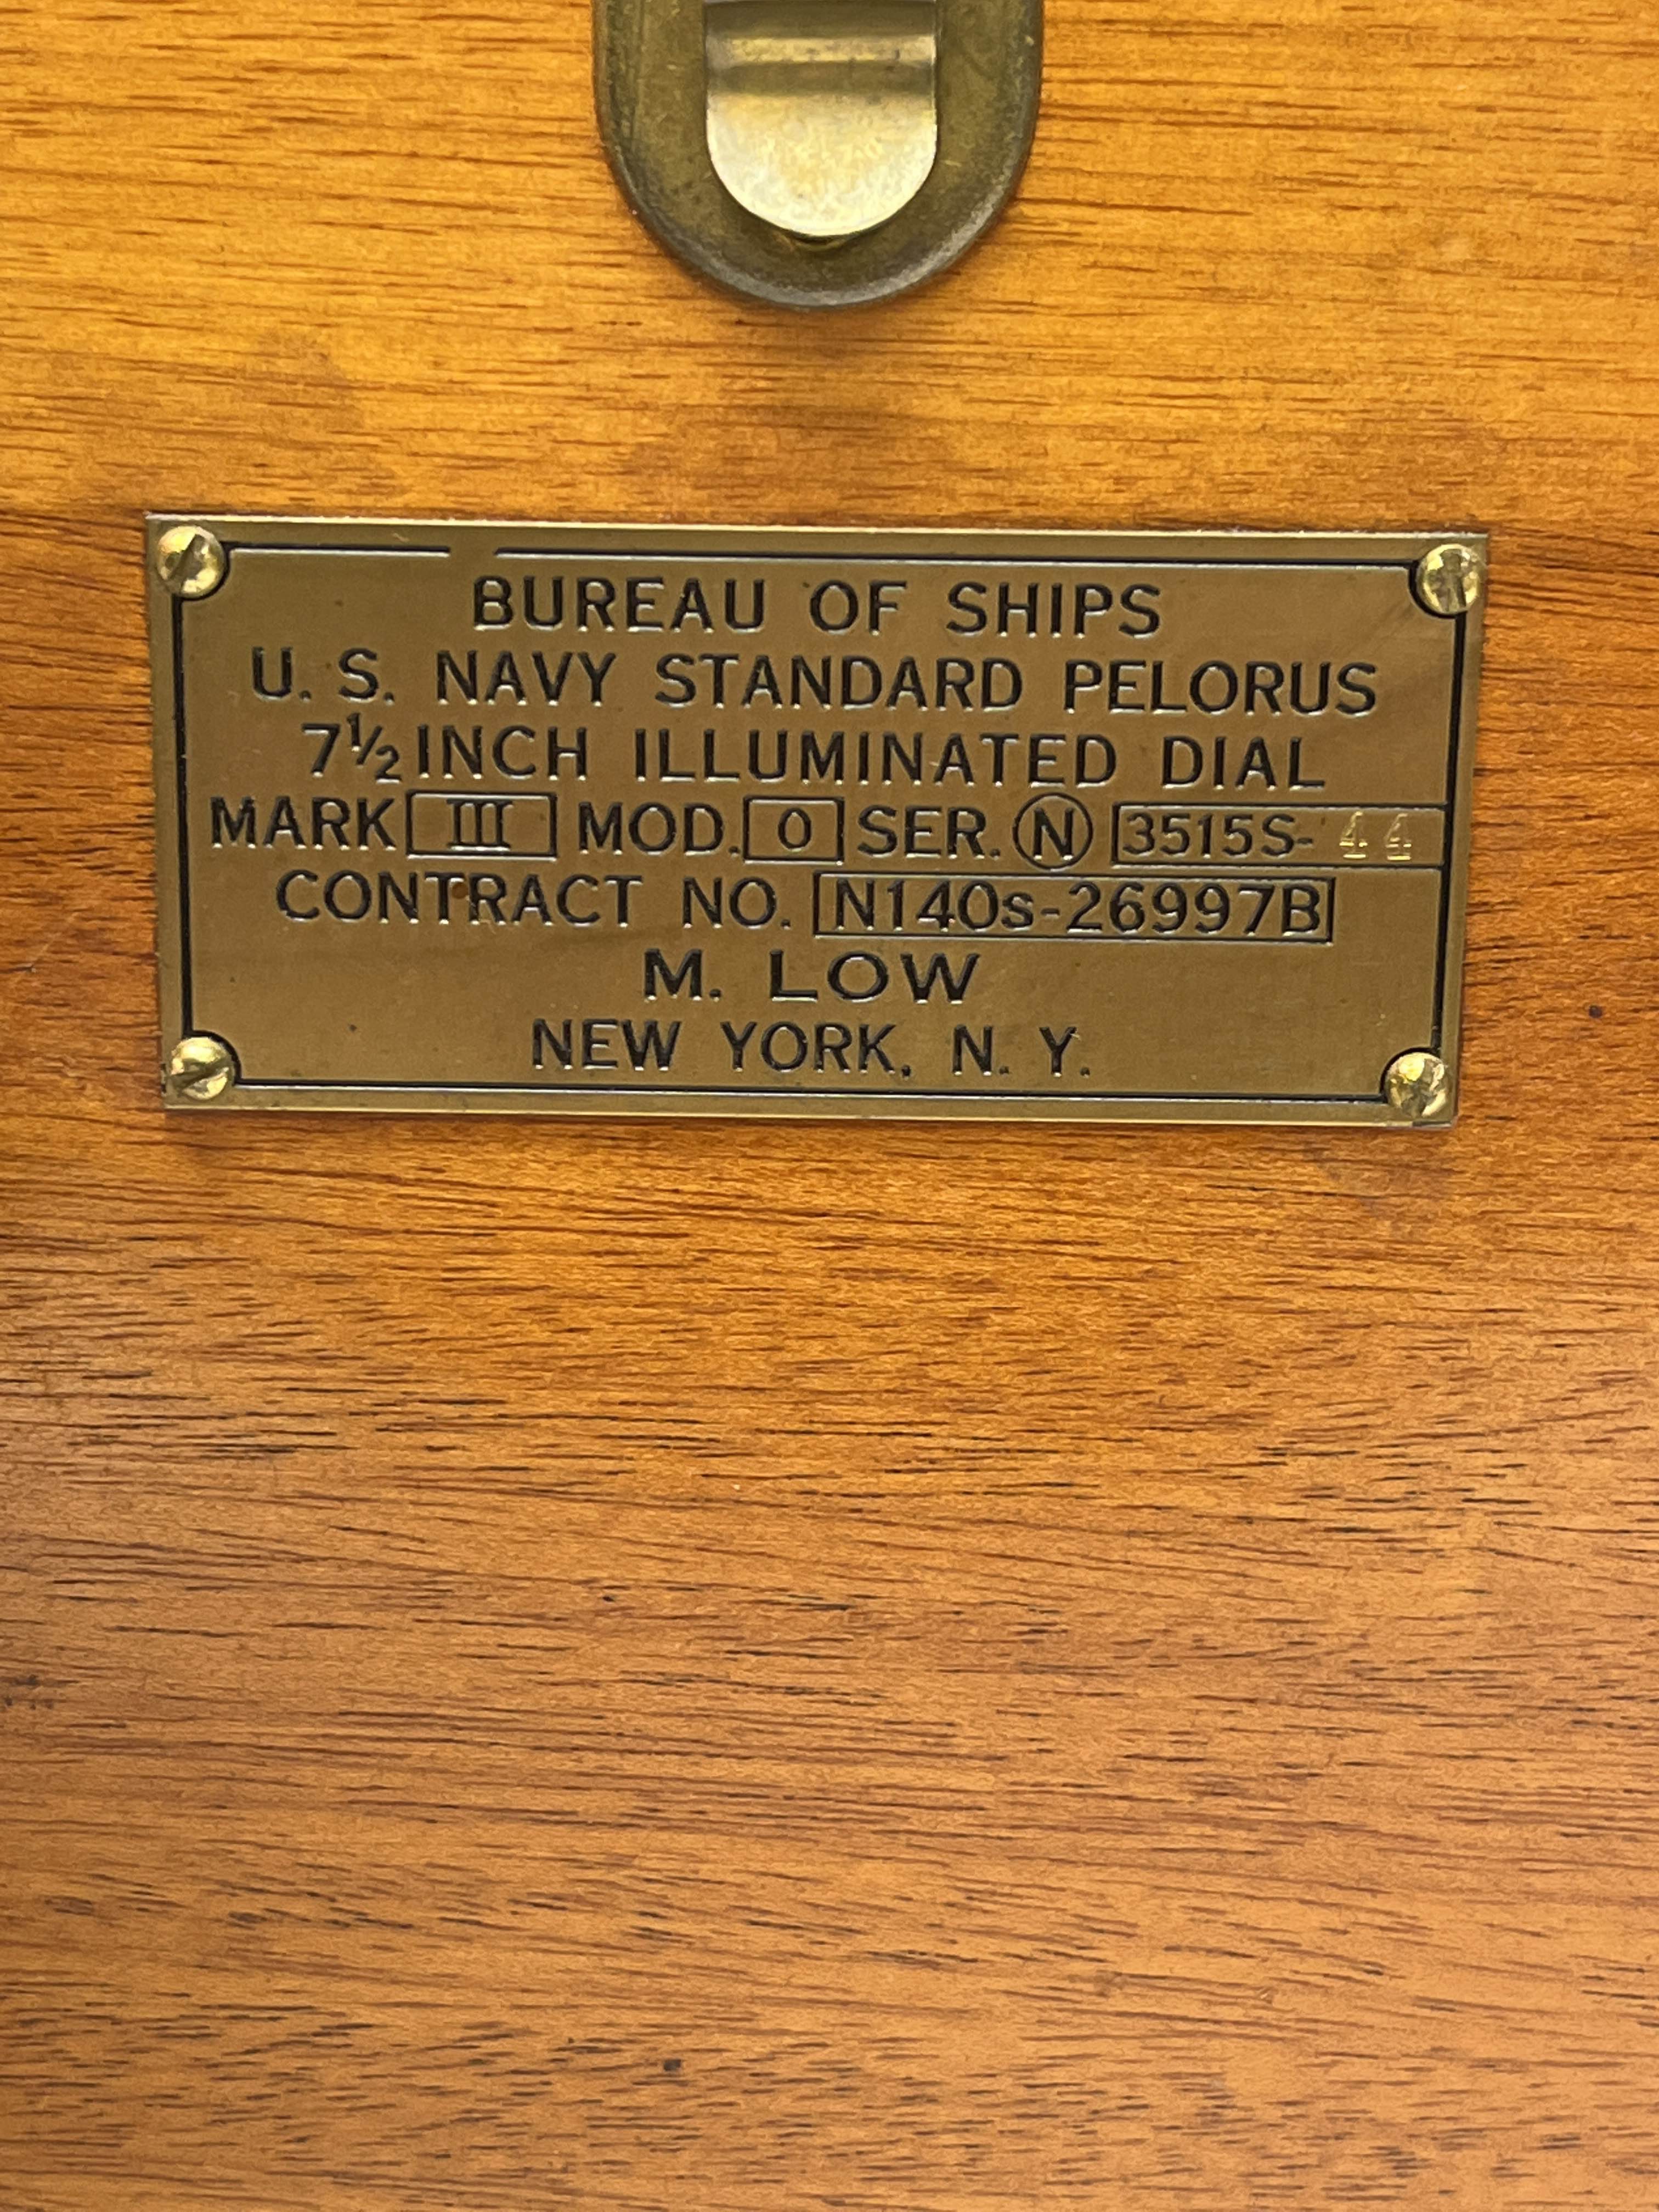 BUREAU OF SHIPS
U. S. NAVY STANDARD PELORUS
7½ INCH ILLUMINATED DIAL
MARK III MOD. 0 SER. N 3515S-44
CONTRACT NO. N140s-26997B
M. LOW
NEW YORK, N. Y.